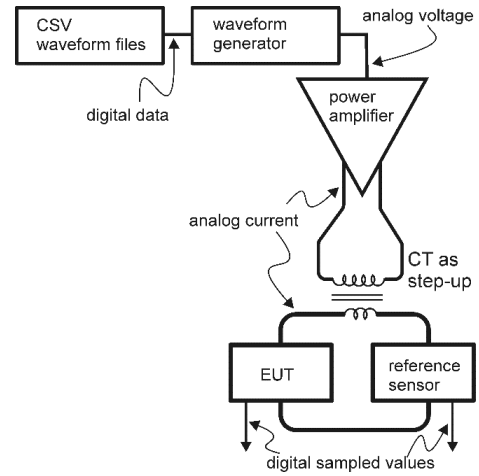 CSV
waveform files
waveform
generator
analog voltage
digital data
power
amplifier
analog current
CT as
step-up
EUT
reference
sensor
digital sampled values